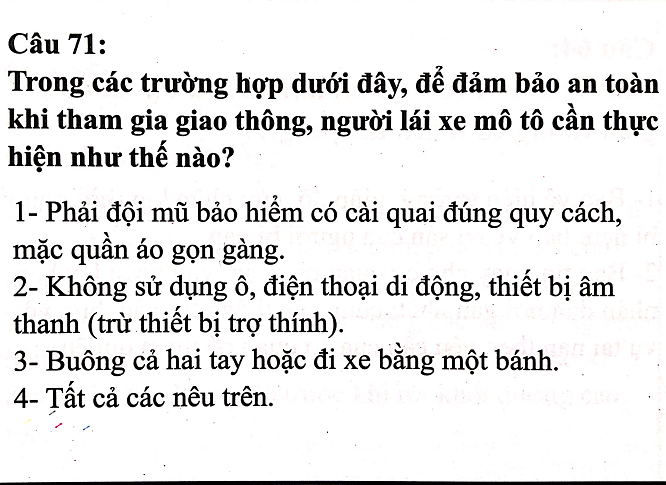 Câu 71:
Trong các trường hợp dưới đây, để đảm bảo an toàn
khi tham gia giao thông, người lái xe mô tô cần thực
hiện như thế nào?
1- Phải đội mũ bảo hiểm có cài quai đúng quy cách,
mặc quần áo gọn gàng.
2- Không sử dụng ô, điện thoại di động, thiết bị âm
thanh (trừ thiết bị trợ thính).
3- Buông cả hai tay hoặc đi xe bằng một bánh.
4- Tất cả các nêu trên.